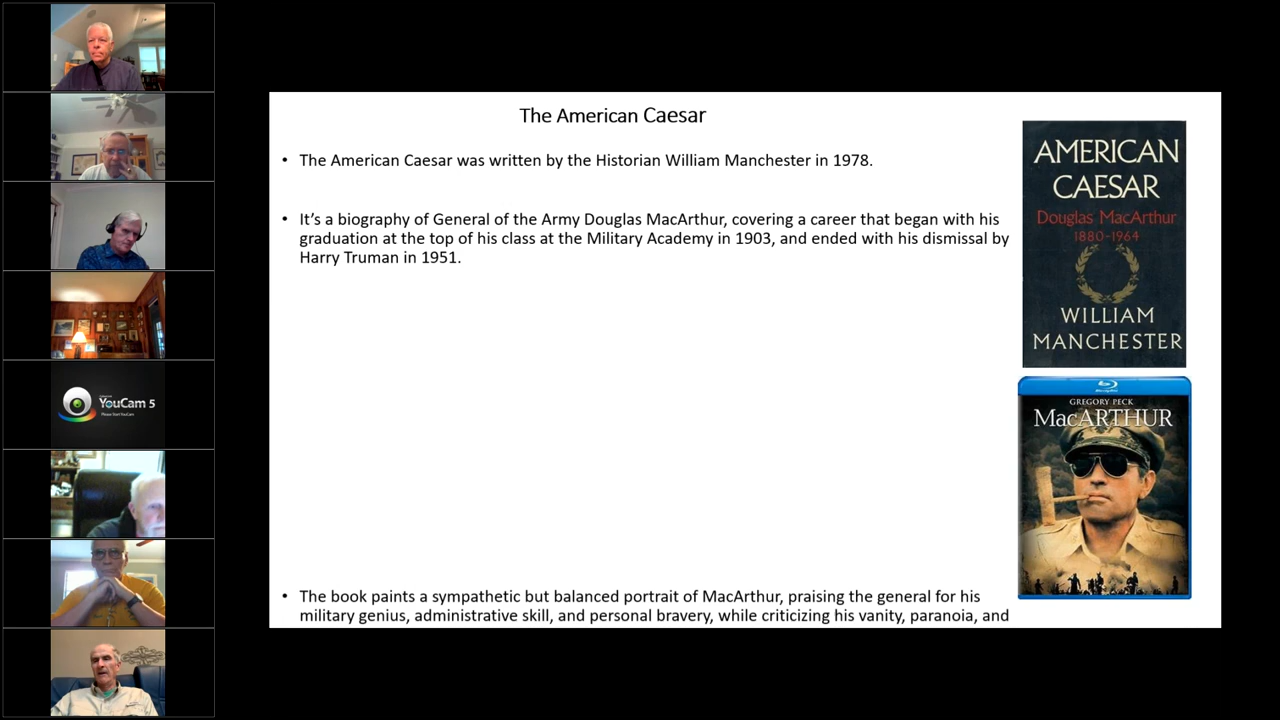 YouCam 5
Please Start YouCam
The American Caesar
• The American Caesar was written by the Historian William Manchester in 1978.
• It’s a biography of General of the Army Douglas MacArthur, covering a career that began with his
graduation at the top of his class at the Military Academy in 1903, and ended with his dismissal by
Harry Truman in 1951.
• The book paints a sympathetic but balanced portrait of MacArthur, praising the general for his
military genius, administrative skill, and personal bravery, while criticizing his vanity, paranoia, and
AMERICAN
CAESAR
Douglas MacArthur
1880-1964
WILLIAM
MANCHESTER
GREGORY PECK
MacARTHUR